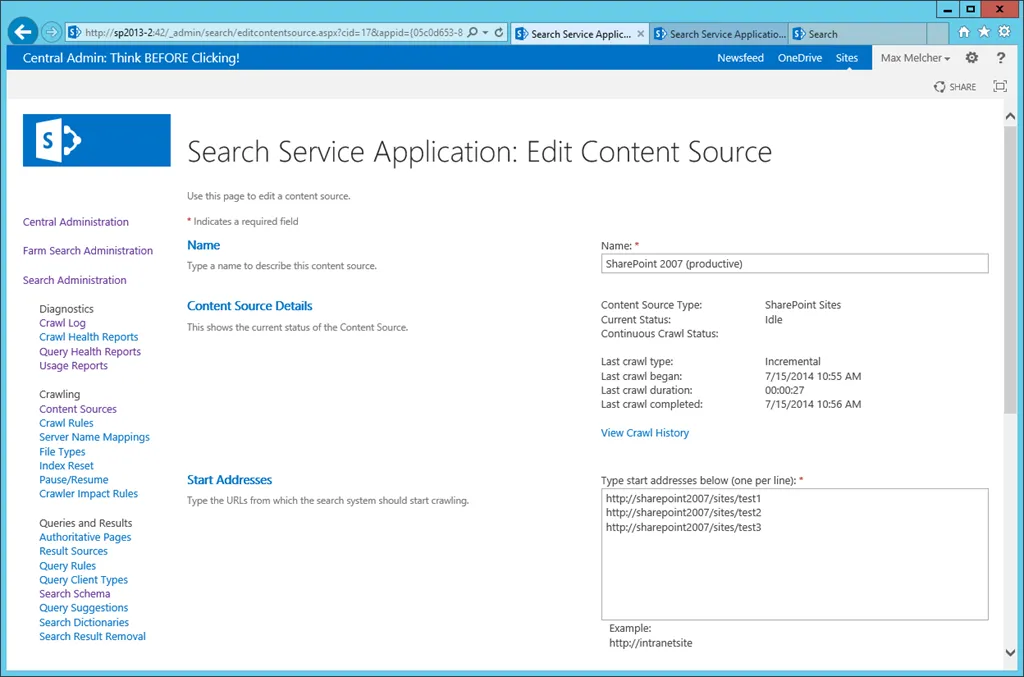 http://sp2013-2:42/_admin/search/editcontentsource.aspx?cid=17&appid={05c0d653-8
Search Service Applic...
Search Service Applicatio...
Search
Central Admin: Think BEFORE Clicking!
Newsfeed
OneDrive
Sites
Max Melcher
?
SHARE
S
Search Service Application: Edit Content Source
Use this page to edit a content source.
* Indicates a required field
Central Administration
Farm Search Administration
Search Administration
Diagnostics
Crawl Log
Crawl Health Reports
Query Health Reports
Usage Reports
Crawling
Content Sources
Crawl Rules
Server Name Mappings
File Types
Index Reset
Pause/Resume
Crawler Impact Rules
Queries and Results
Authoritative Pages
Result Sources
Query Rules
Query Client Types
Search Schema
Query Suggestions
Search Dictionaries
Search Result Removal
Name
Type a name to describe this content source.
Name: *
SharePoint 2007 (productive)
Content Source Details
This shows the current status of the Content Source.
Content Source Type: SharePoint Sites
Current Status: Idle
Continuous Crawl Status:
Last crawl type: Incremental
Last crawl began: 7/15/2014 10:55 AM
Last crawl duration: 00:00:27
Last crawl completed: 7/15/2014 10:56 AM
View Crawl History
Start Addresses
Type the URLs from which the search system should start crawling.
Type start addresses below (one per line): *
http://sharepoint2007/sites/test1
http://sharepoint2007/sites/test2
http://sharepoint2007/sites/test3
Example:
http://intranetsite